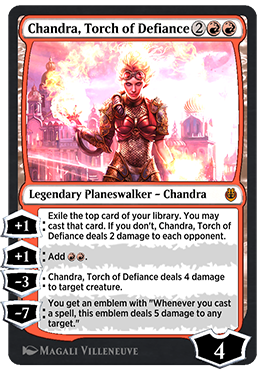 Chandra, Torch of Defiance 2
Legendary Planeswalker – Chandra
+1
Exile the top card of your library. You may
cast that card. If you don't, Chandra, Torch of
Defiance deals 2 damage to each opponent.
+1
Add
-3
Chandra, Torch of Defiance deals 4 damage
to target creature.
-7
You get an emblem with "Whenever you cast
a spell, this emblem deals 5 damage to any
target."
MAGALI VILLENEUVE
4